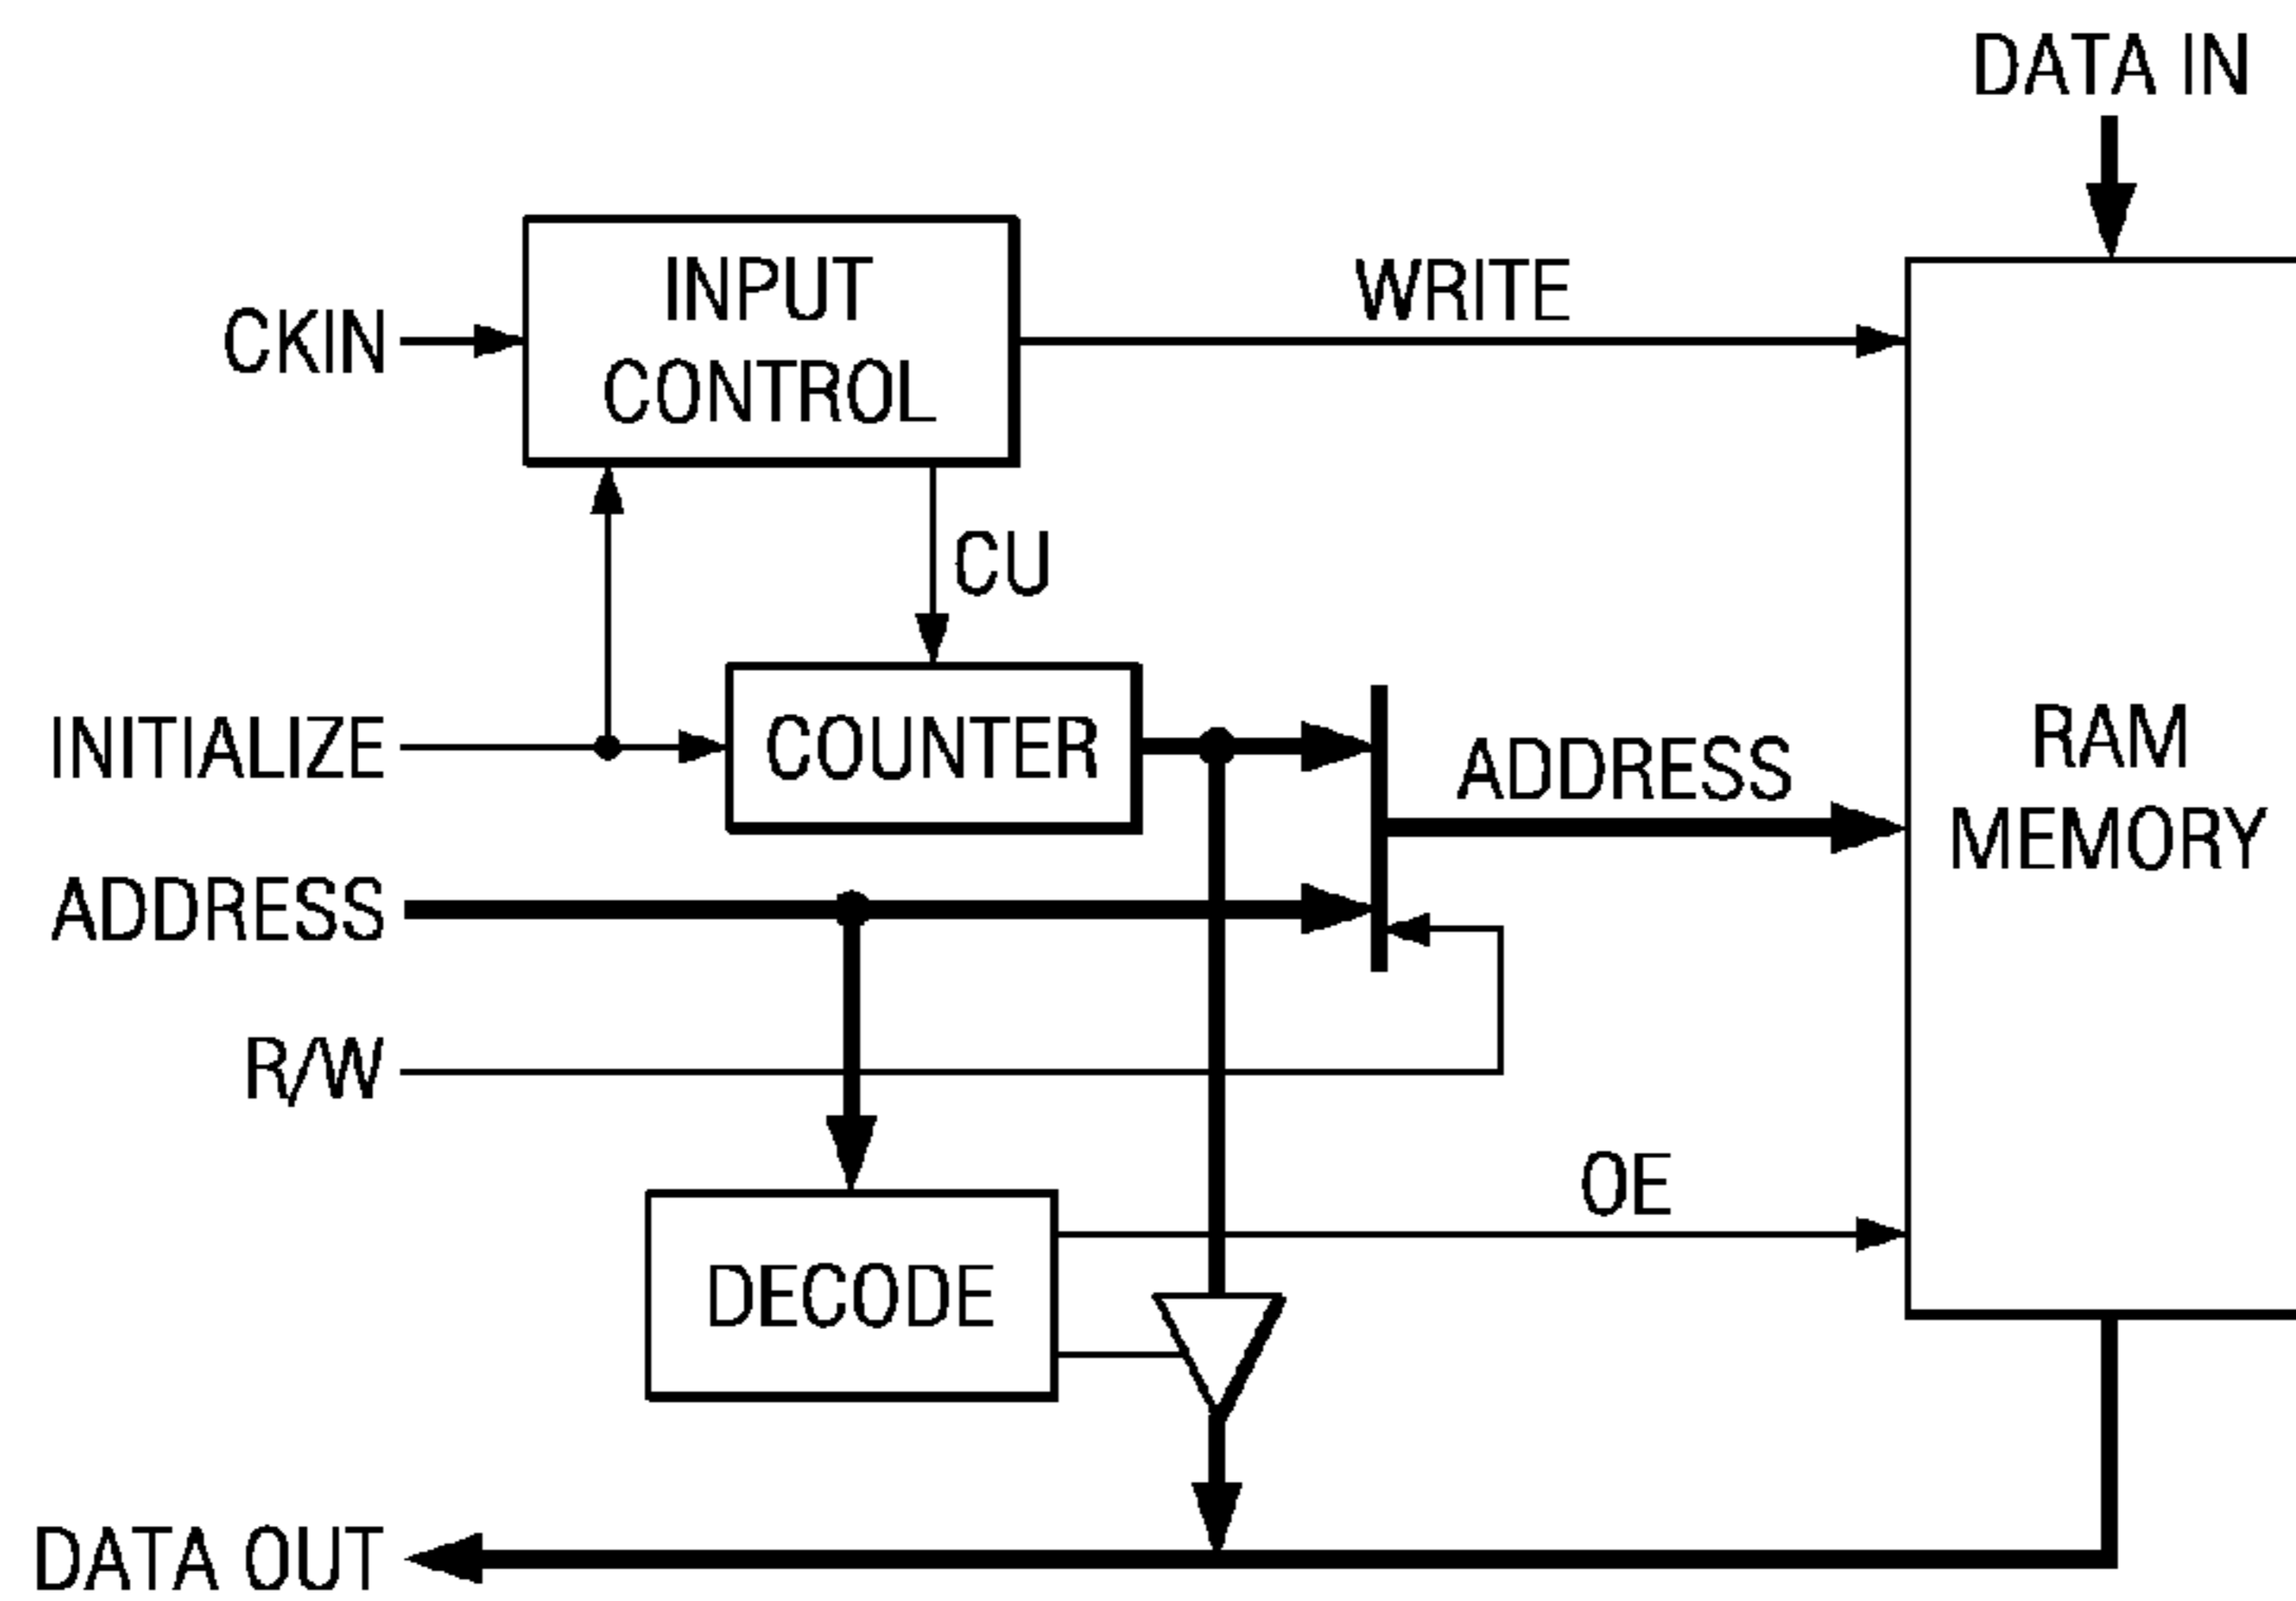 DATA IN
INPUT
CONTROL
WRITE
CKIN
CU
INITIALIZE
COUNTER
ADDRESS
RAM
MEMORY
ADDRESS
R/W
OE
DECODE
DATA OUT